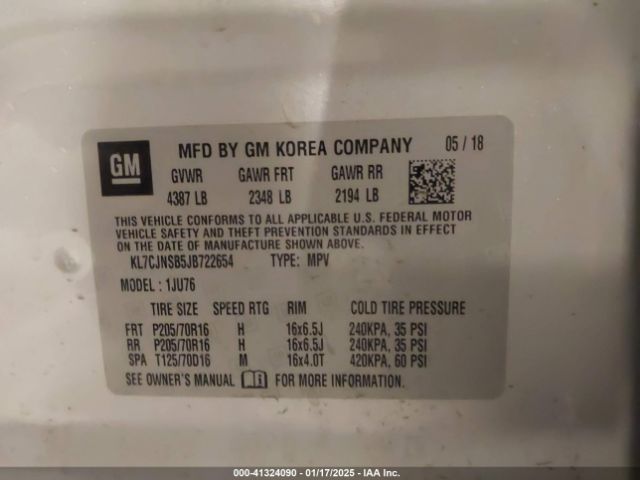 GM
MFD BY GM KOREA COMPANY 05 / 18
GVWR GAWR FRT GAWR RR
4387 LB 2348 LB 2194 LB
THIS VEHICLE CONFORMS TO ALL APPLICABLE U.S. FEDERAL MOTOR
VEHICLE SAFETY AND THEFT PREVENTION STANDARDS IN EFFECT
ON THE DATE OF MANUFACTURE SHOWN ABOVE.
KL7CJNSB5JB722654 TYPE: MPV
MODEL : 1JU76
TIRE SIZE SPEED RTG RIM COLD TIRE PRESSURE
FRT P205/70R16 H 16x6.5J 240KPA, 35 PSI
RR P205/70R16 H 16x6.5J 240KPA, 35 PSI
SPA T125/70D16 M 16x4.0T 420KPA, 60 PSI
SEE OWNER'S MANUAL FOR MORE INFORMATION.
000-41324090 - 01/17/2025 - IAA Inc.